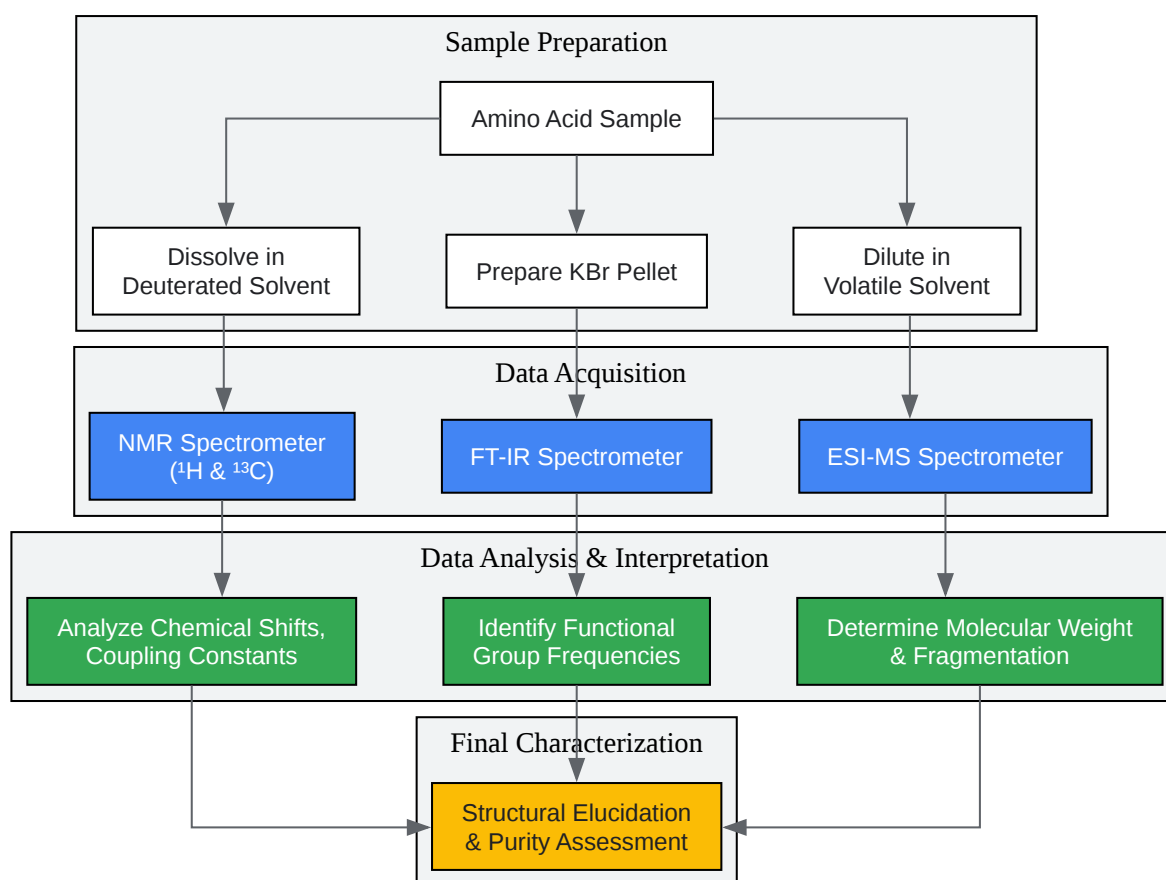 Sample Preparation
Amino Acid Sample
Dissolve in
Deuterated Solvent
Prepare KBr Pellet
Dilute in
Volatile Solvent
Data Acquisition
NMR Spectrometer
(¹H & ¹³C)
FT-IR Spectrometer
ESI-MS Spectrometer
Data Analysis & Interpretation
Analyze Chemical Shifts,
Coupling Constants
Identify Functional
Group Frequencies
Determine Molecular Weight
& Fragmentation
Final Characterization
Structural Elucidation
& Purity Assessment